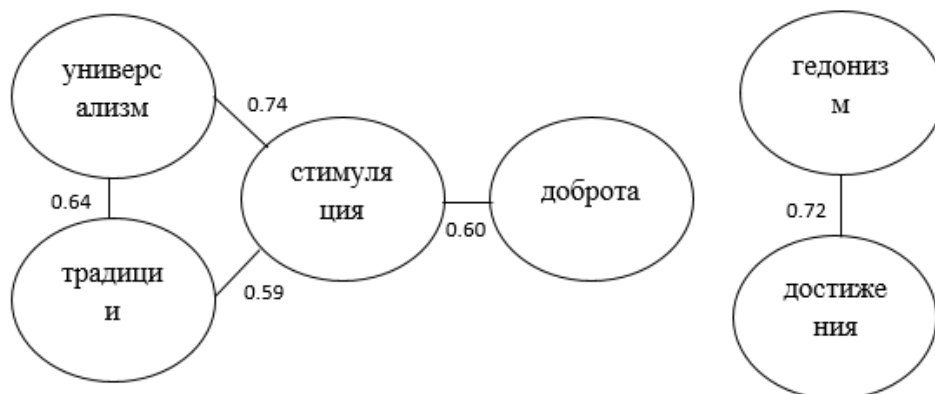 универс
ализм
0.74
0.64
традици
и
0.59
стимуля
ция
0.60
доброта
гедониз
м
0.72
достиже
ния